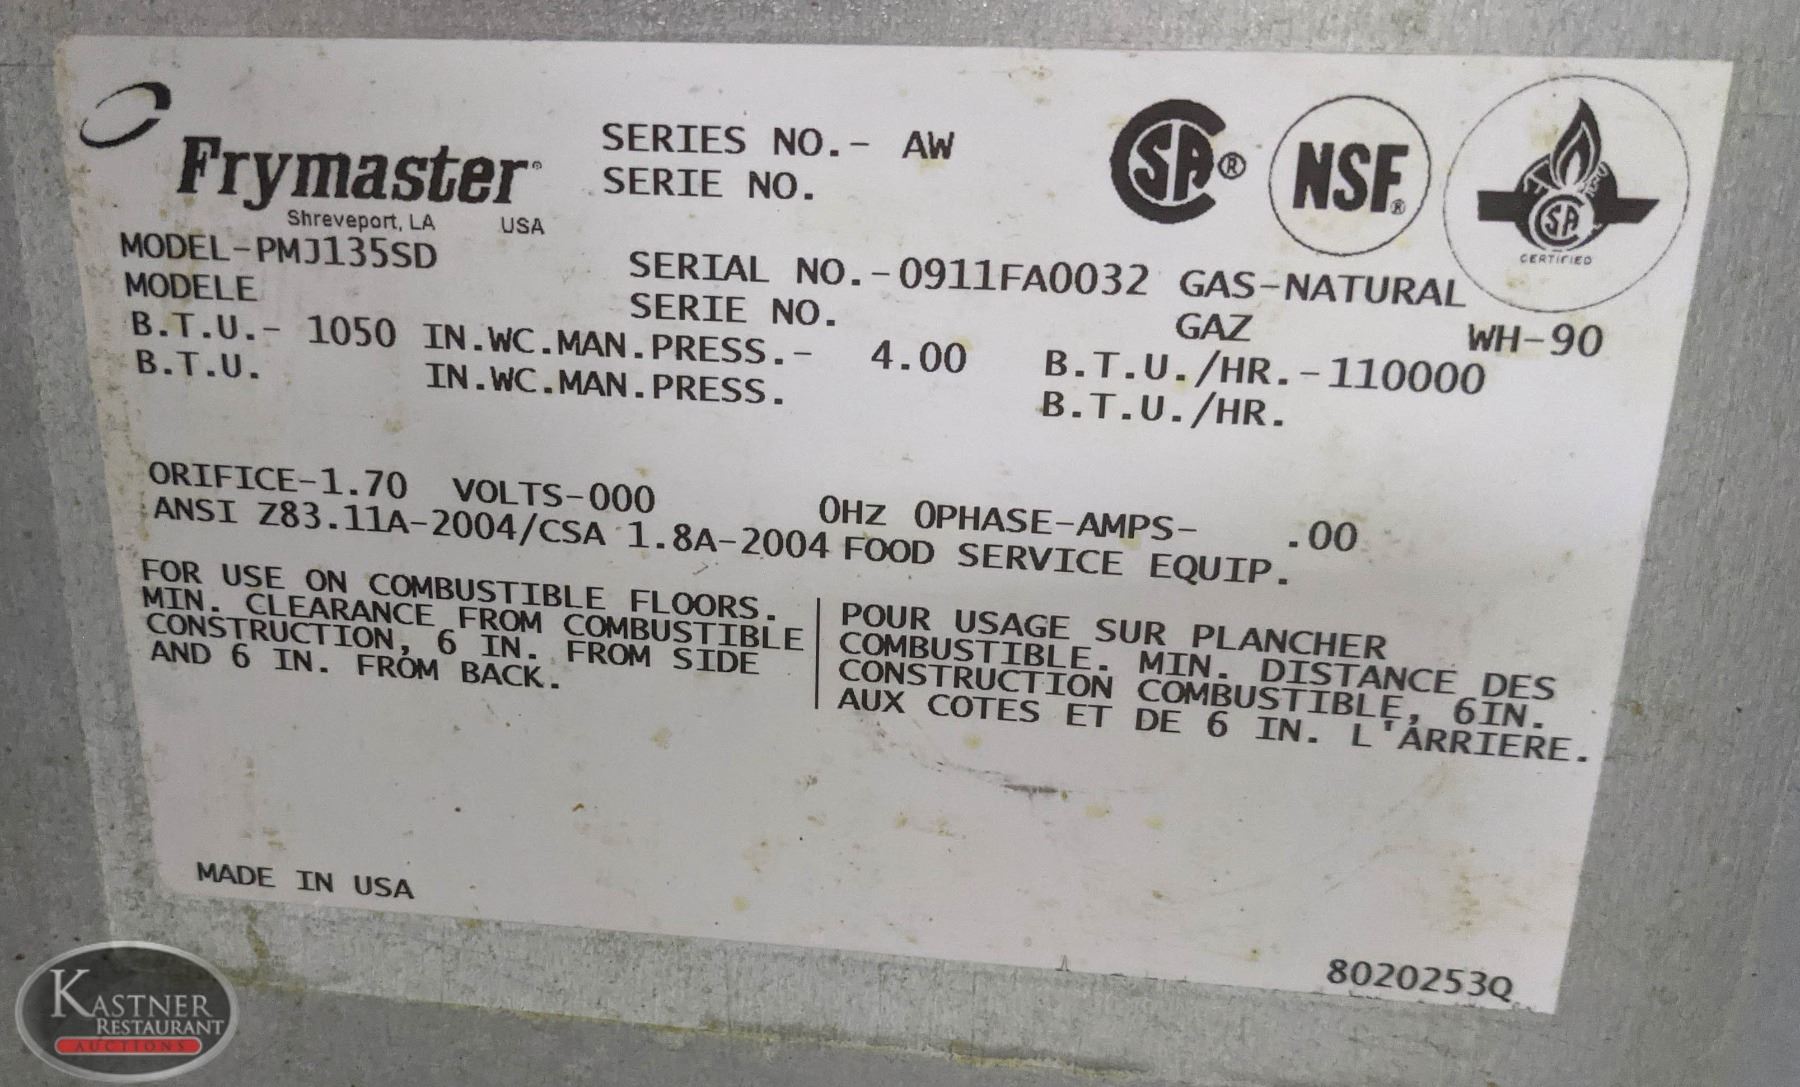 Frymaster
Shreveport, LA USA
SERIES NO.- AW
SERIE NO.
CSA®
NSF®
CSA
CERTIFIED
MODEL-PMJ135SD
MODELE
SERIAL NO.-0911FA0032 GAS-NATURAL
SERIE NO.
GAZ
WH-90
B.T.U.- 1050 IN.WC.MAN.PRESS.- 4.00 B.T.U./HR.-110000
B.T.U. IN.WC.MAN.PRESS. B.T.U./HR.
ORIFICE-1.70 VOLTS-000 0HZ 0PHASE-AMPS- .00
ANSI Z83.11A-2004/CSA 1.8A-2004 FOOD SERVICE EQUIP.
FOR USE ON COMBUSTIBLE FLOORS.
MIN. CLEARANCE FROM COMBUSTIBLE
CONSTRUCTION, 6 IN. FROM SIDE
AND 6 IN. FROM BACK.
POUR USAGE SUR PLANCHER
COMBUSTIBLE. MIN. DISTANCE DES
CONSTRUCTION COMBUSTIBLE, 6IN.
AUX COTES ET DE 6 IN. L'ARRIERE.
MADE IN USA
8020253Q
KASTNER
RESTAURANT
AUCTIONS